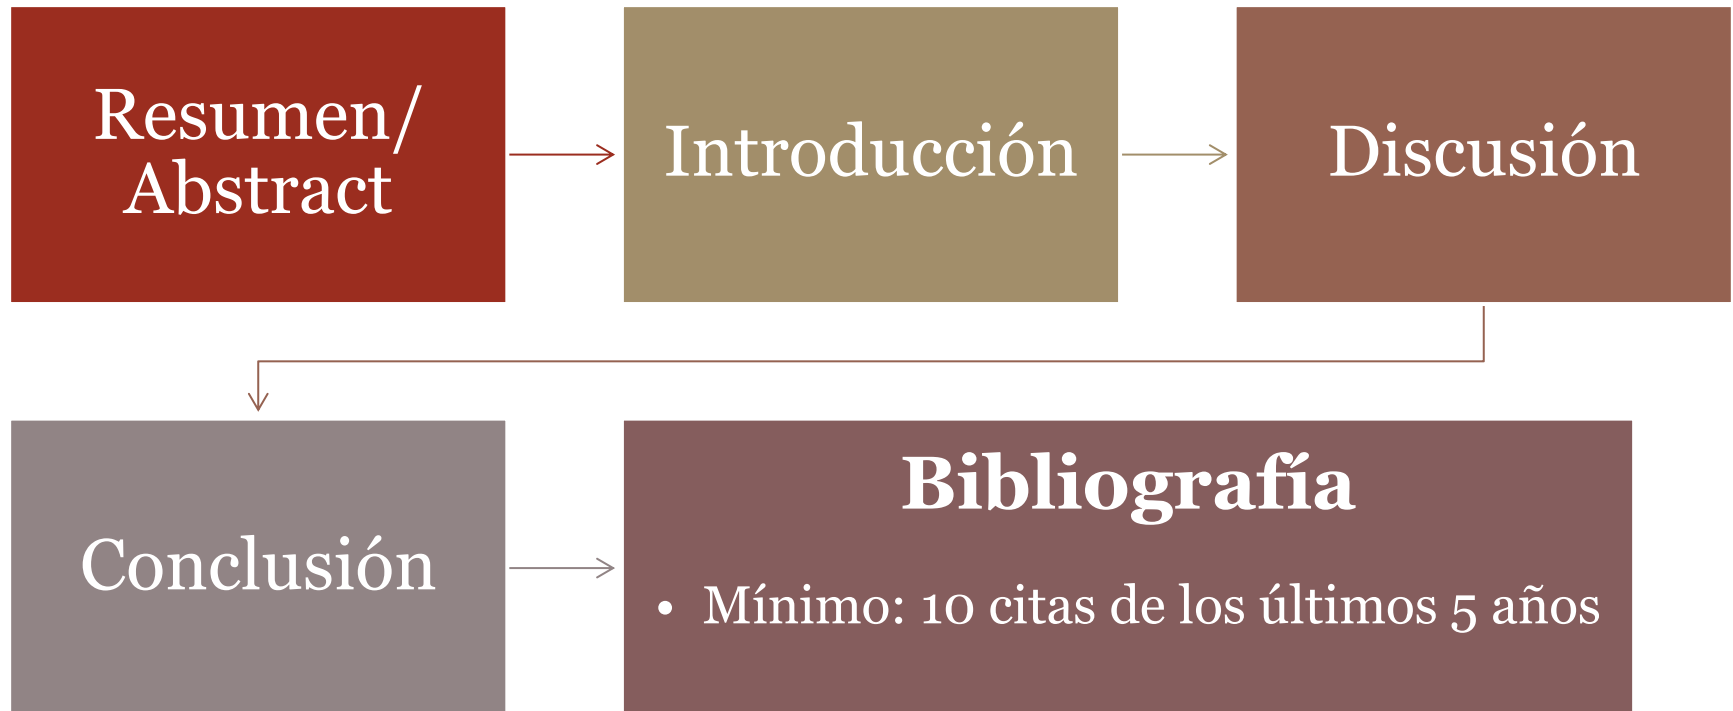 Resumen/
Abstract
Introducción
Discusión
Conclusión
Bibliografía
• Mínimo: 10 citas de los últimos 5 años